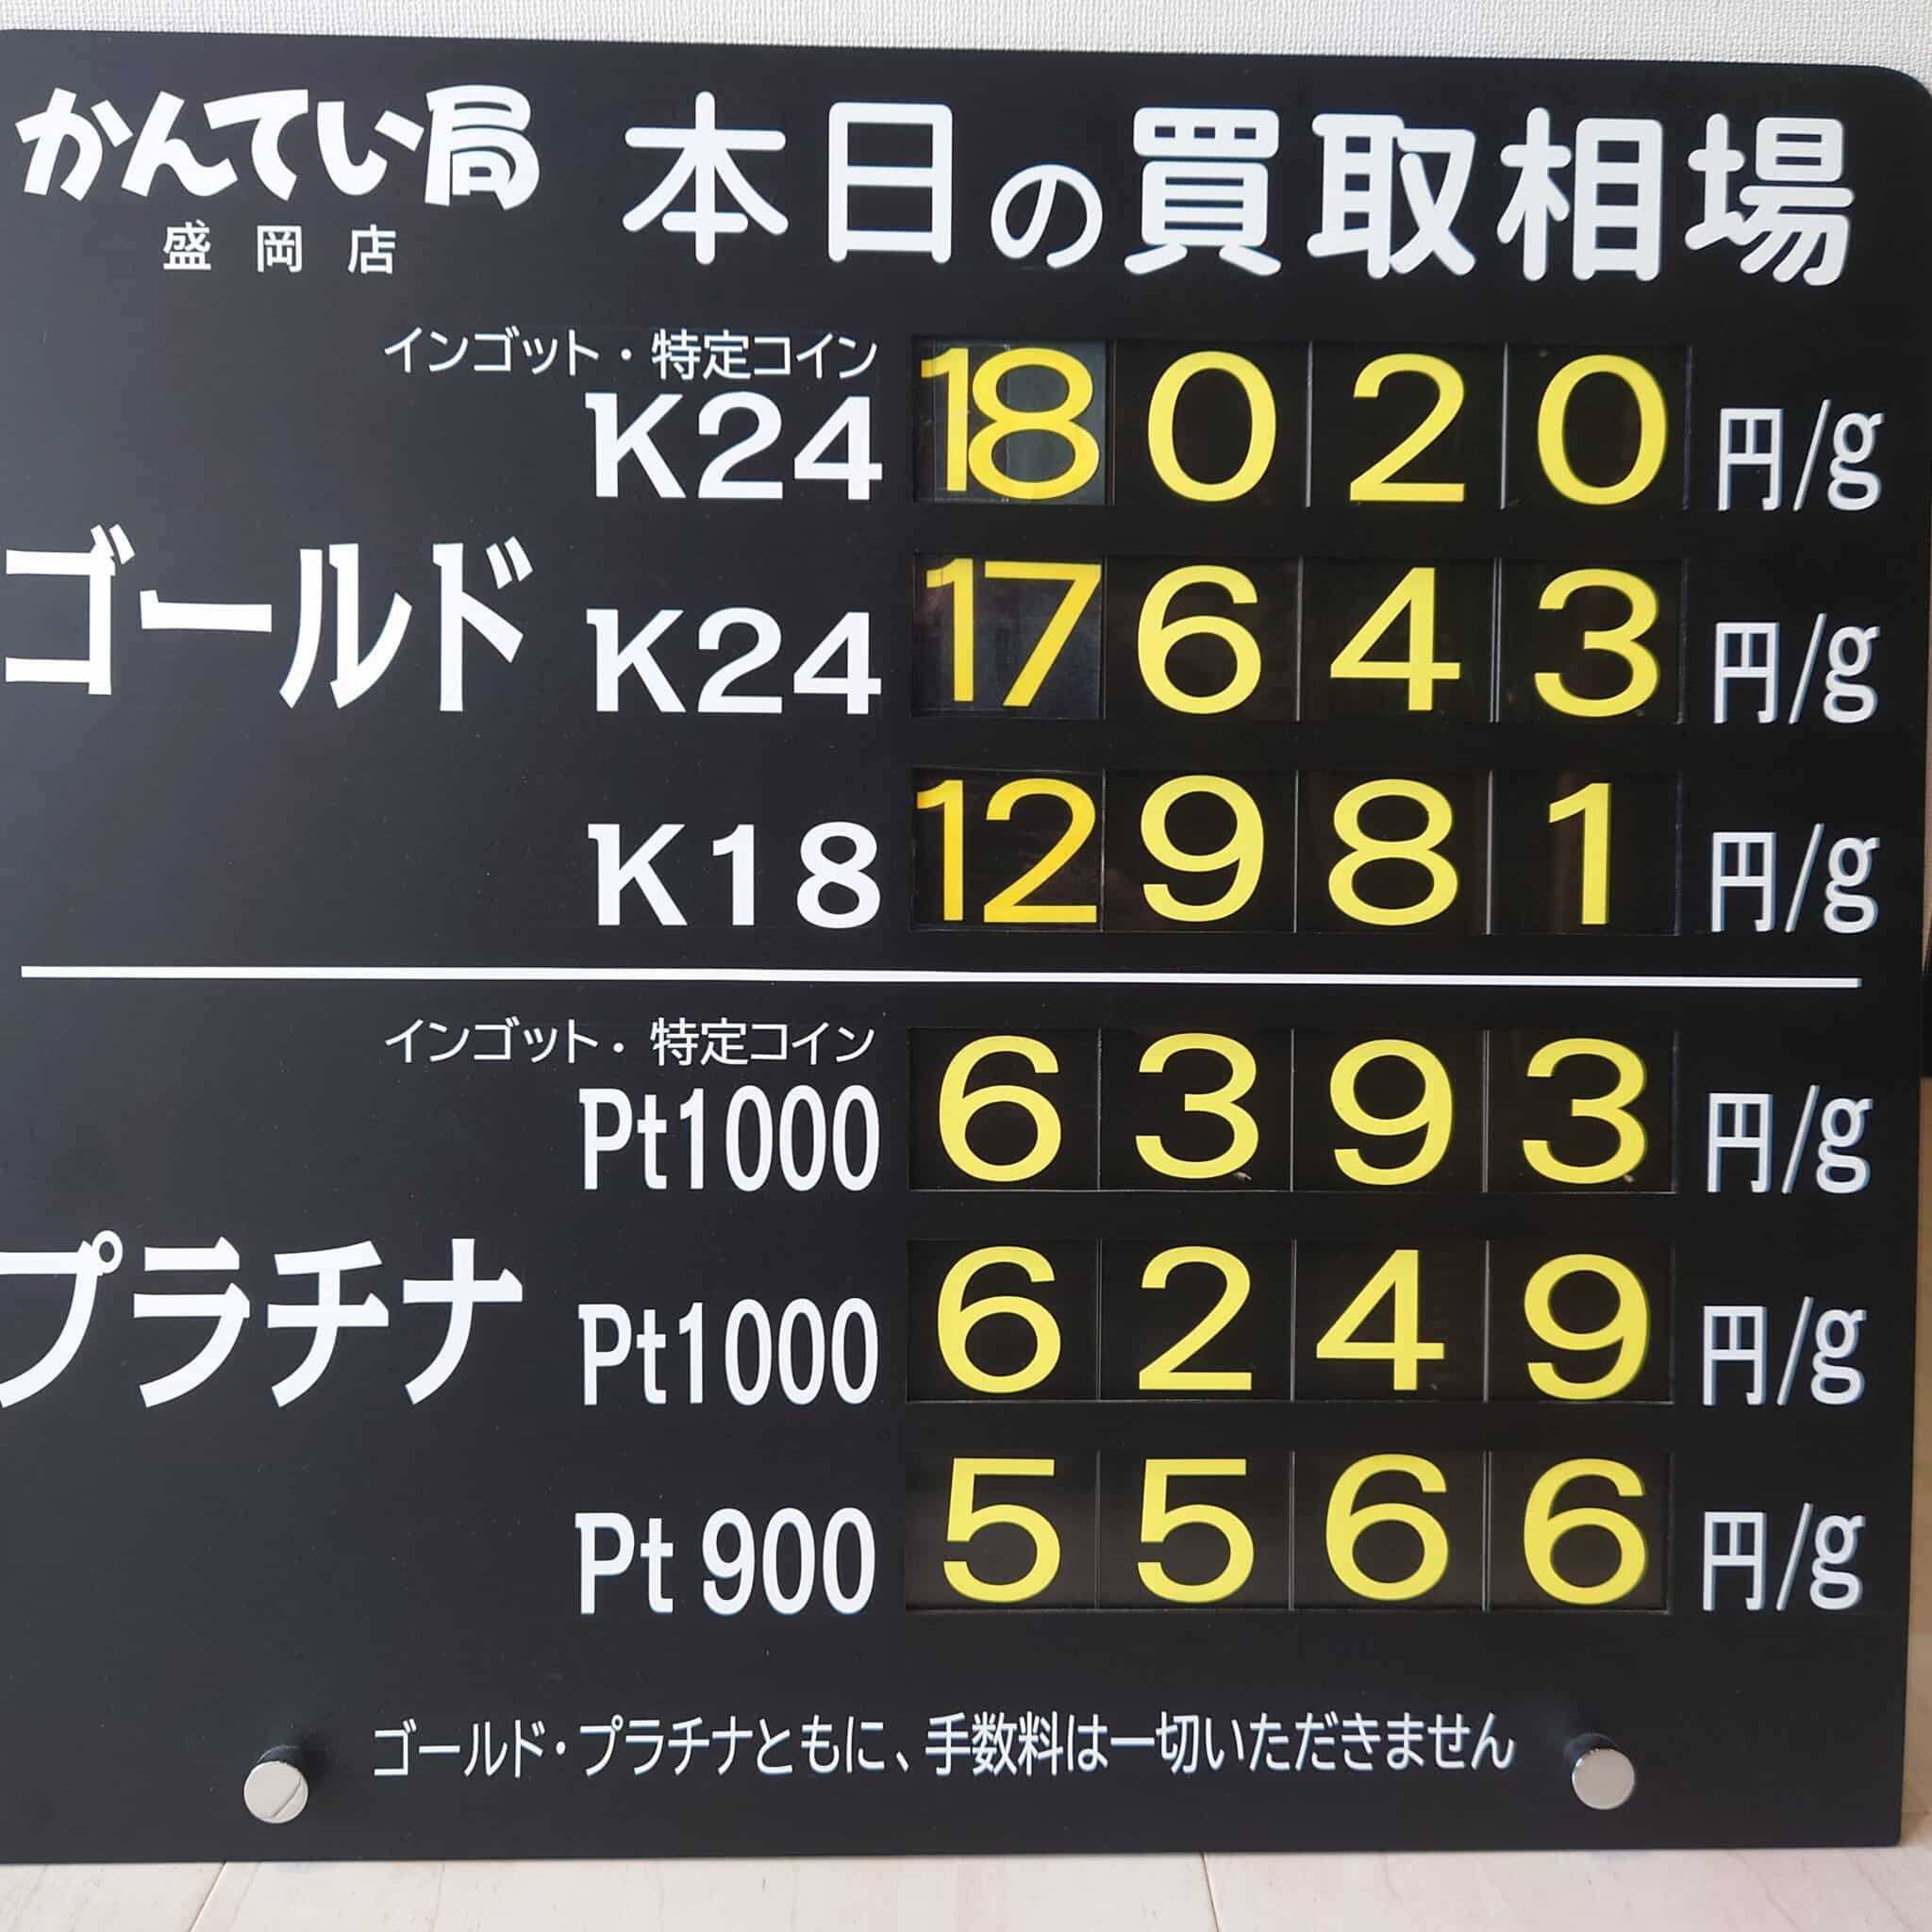 かんてい局 本日の買取相場
盛岡店
インゴット・特定コイン
K24 18020 円/g
ゴールド K24 17643 円/g
K18 12981 円/g
インゴット・特定コイン
Pt1000 6393 円/g
プラチナ Pt1000 6249 円/g
Pt 900 5566 円/g
ゴールド・プラチナともに、手数料は一切いただきません